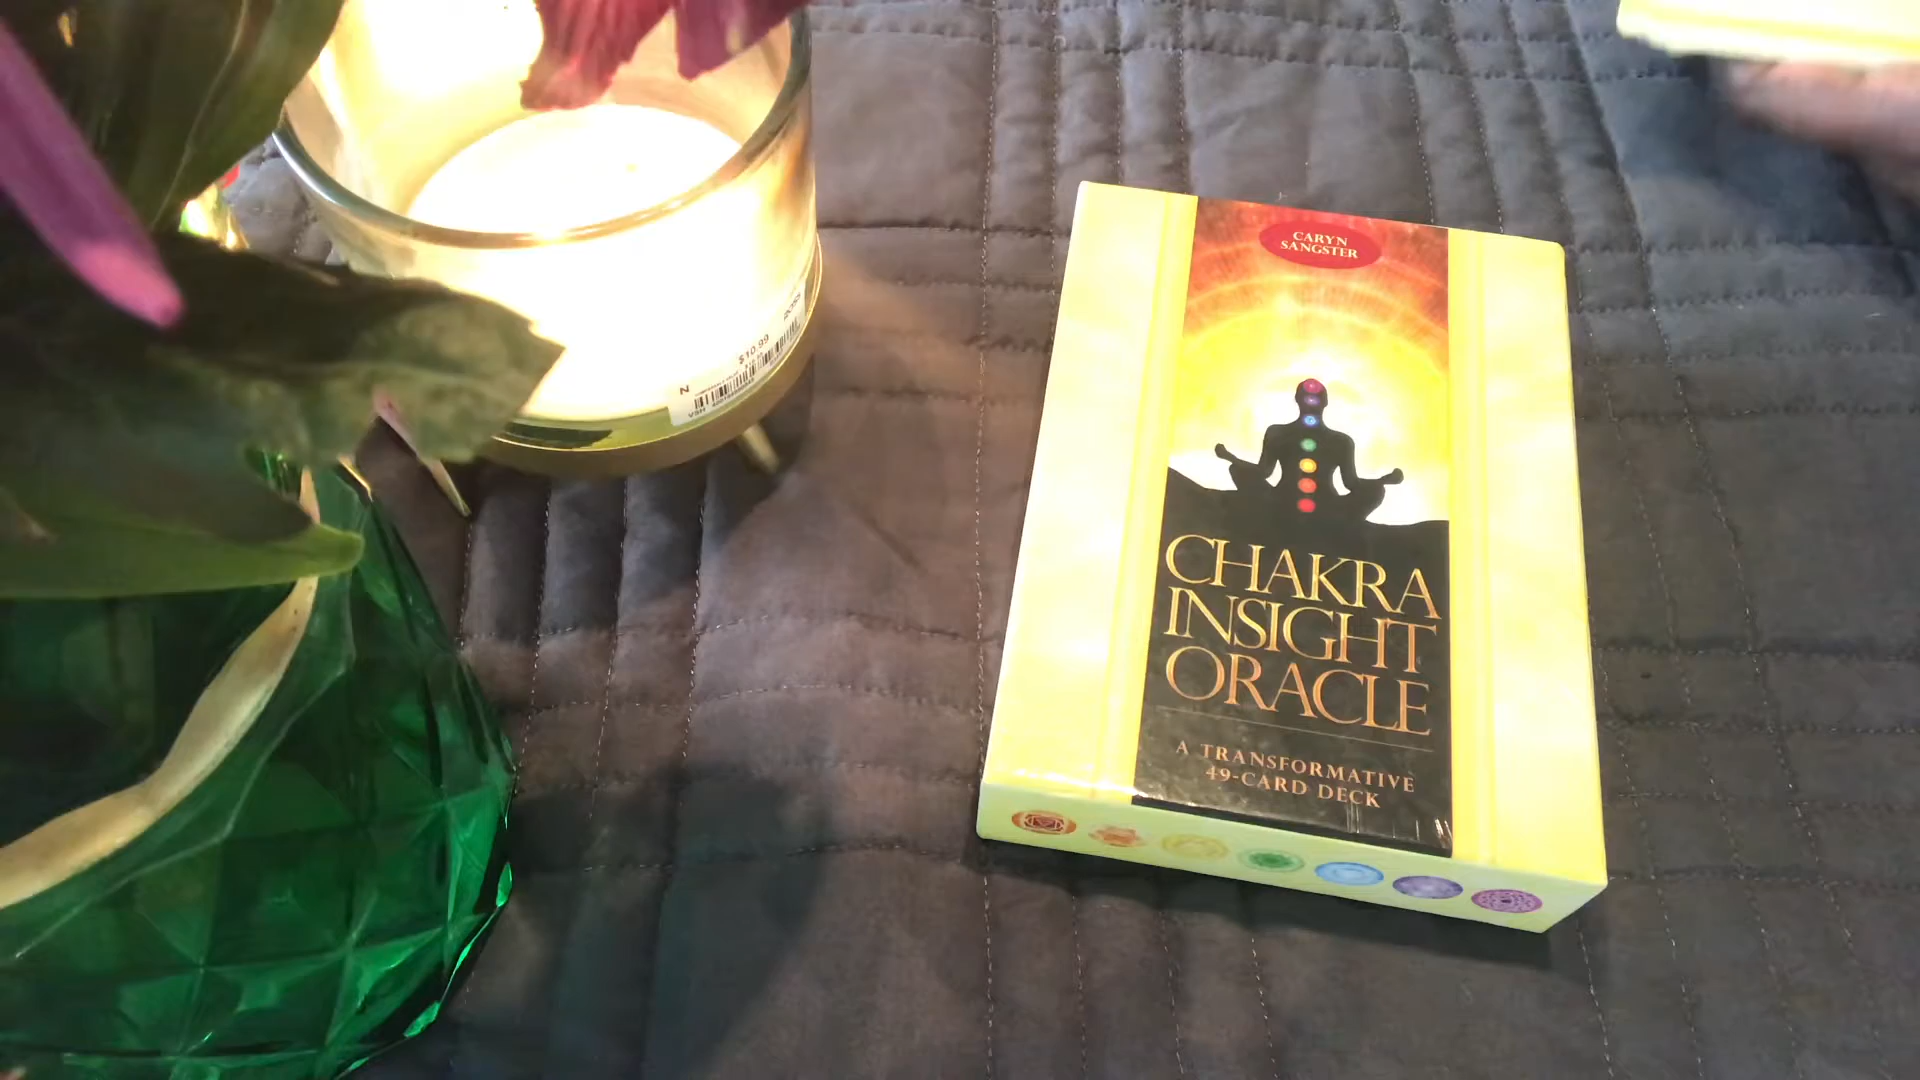 $10.99
CARYN
SANGSTER
CHAKRA
INSIGHT
ORACLE
A TRANSFORMATIVE
49-CARD DECK